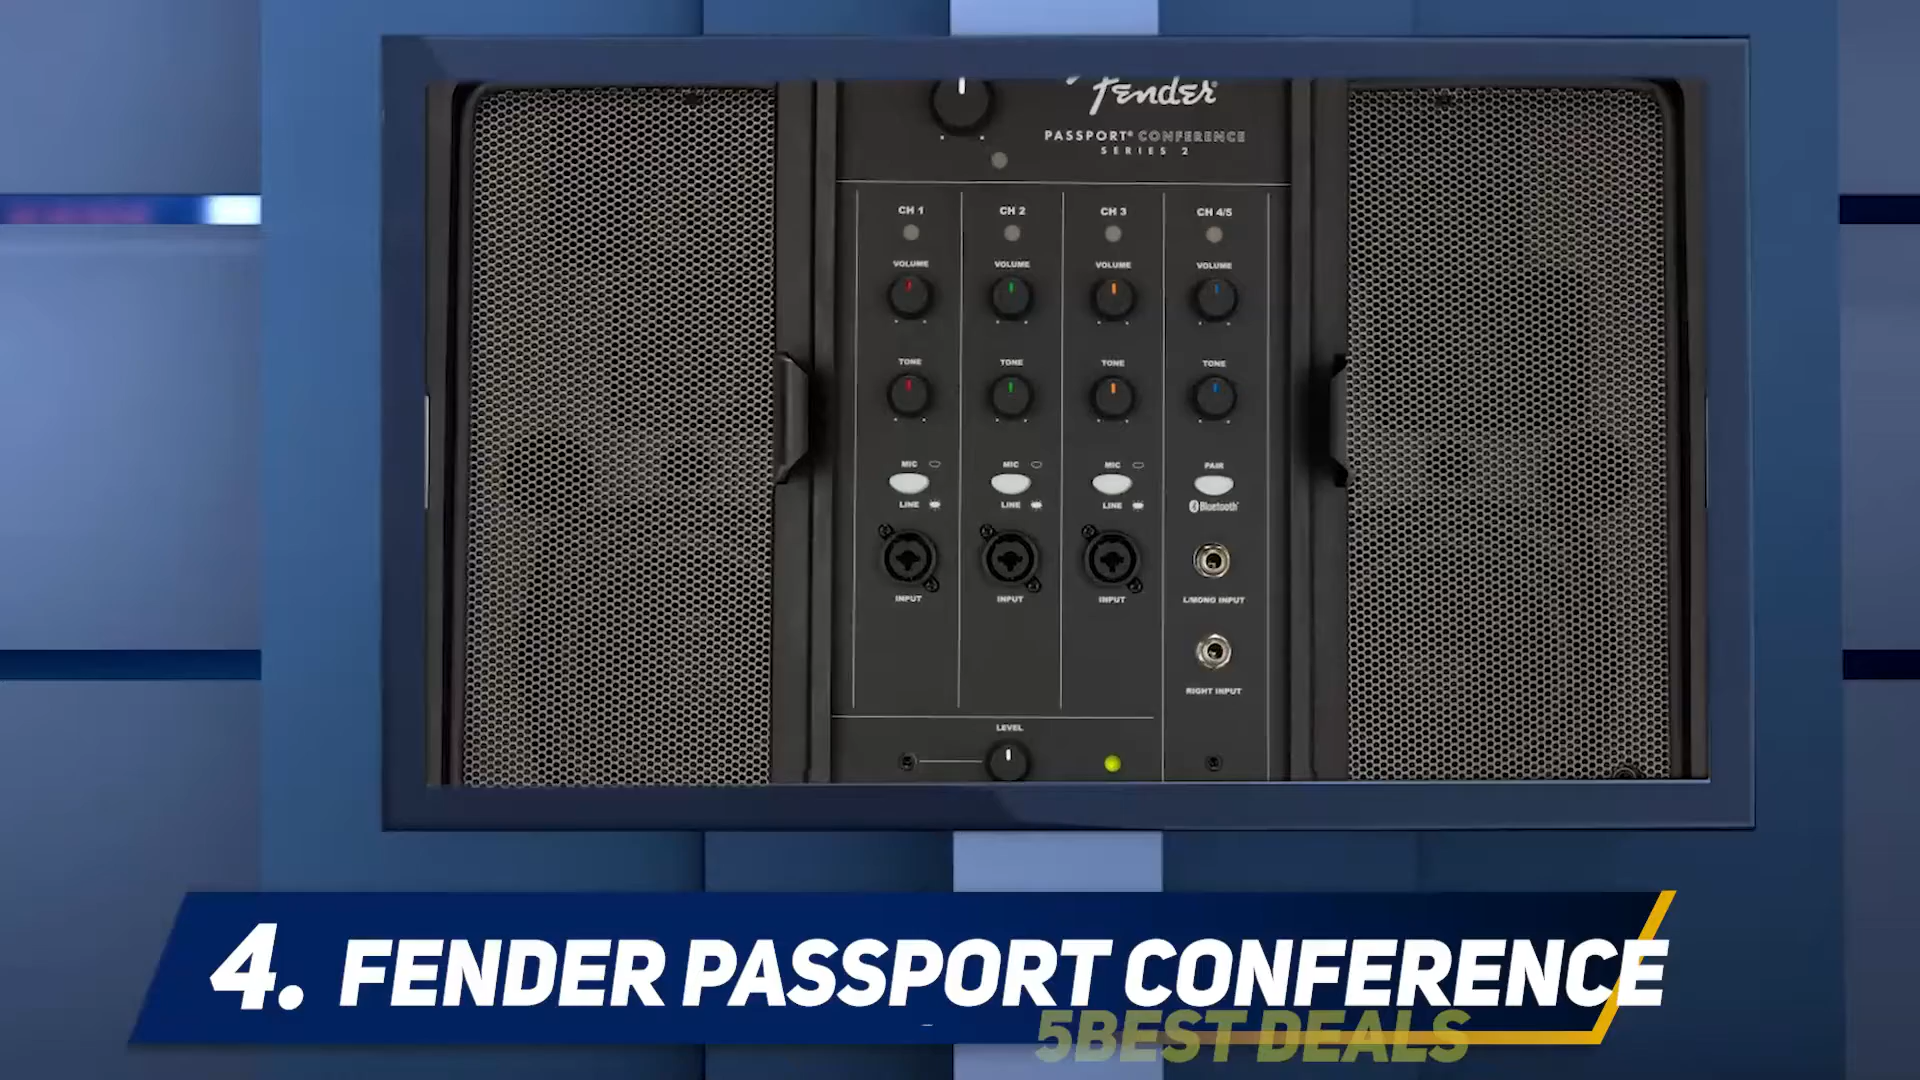 Fender
PASSPORT® CONFERENCE
SERIES 2
CH 1 CH 2 CH 3 CH 4/5
VOLUME VOLUME VOLUME VOLUME
TONE TONE TONE TONE
MIC MIC MIC PAIR
LINE LINE LINE Bluetooth
INPUT INPUT INPUT L/MONO INPUT
RIGHT INPUT
LEVEL
4. FENDER PASSPORT CONFERENCE
5BEST DEALS